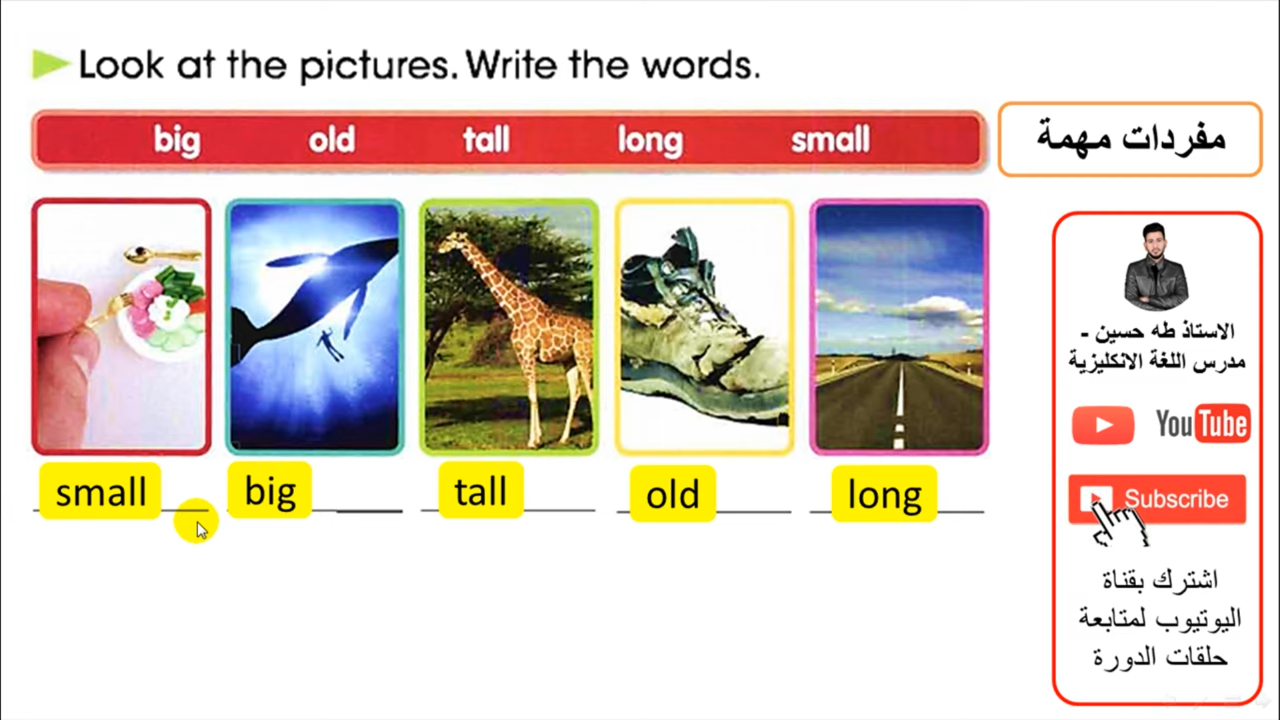 Look at the pictures. Write the words.
big old tall long small
مفردات مهمة
small big tall old long
الاستاذ طه حسين -
مدرس اللغة الانكليزية
YouTube
Subscribe
اشترك بقناة
اليوتيوب لمتابعة
حلقات الدورة